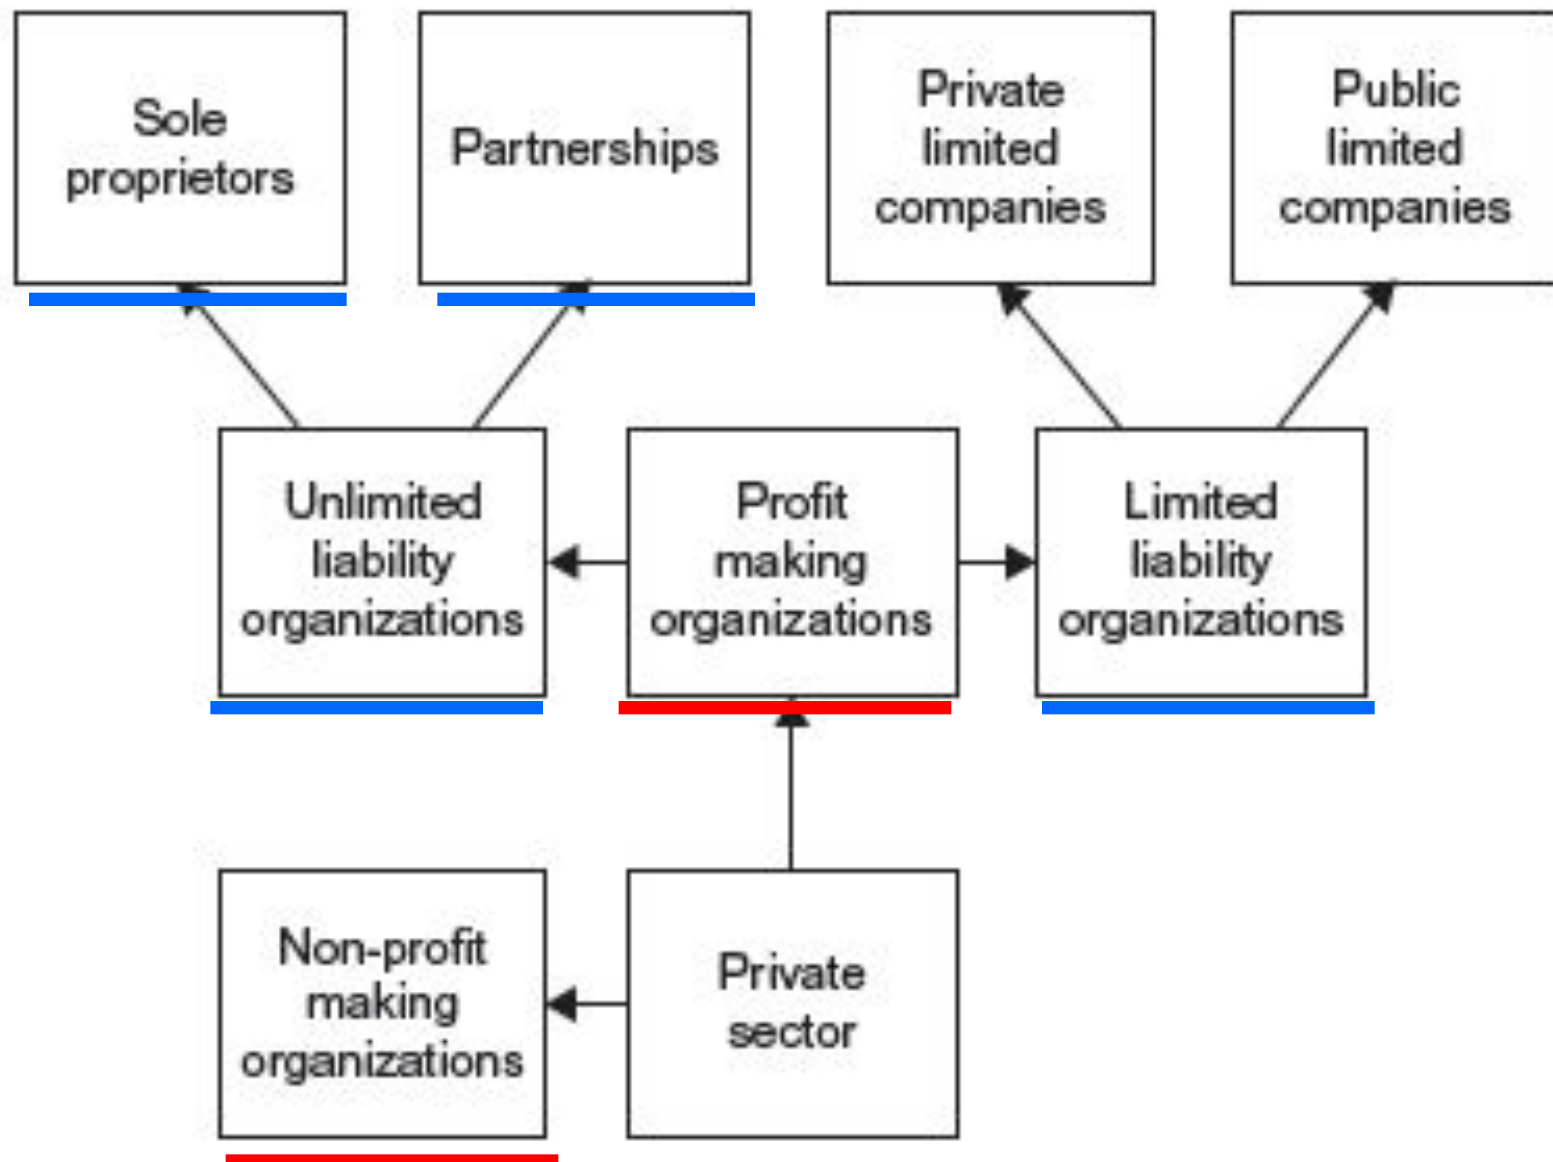 Sole
proprietors
Partnerships
Private
limited
companies
Public
limited
companies
Unlimited
liability
organizations
Profit
making
organizations
Limited
liability
organizations
Non-profit
making
organizations
Private
sector